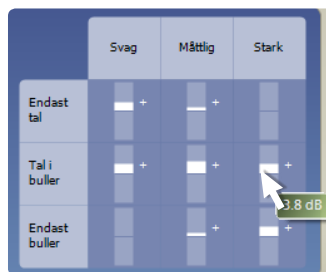 Svag Måttlig Stark
Endast + +
tal
Tal i + + +
buller
3.8 dB
Endast + +
buller